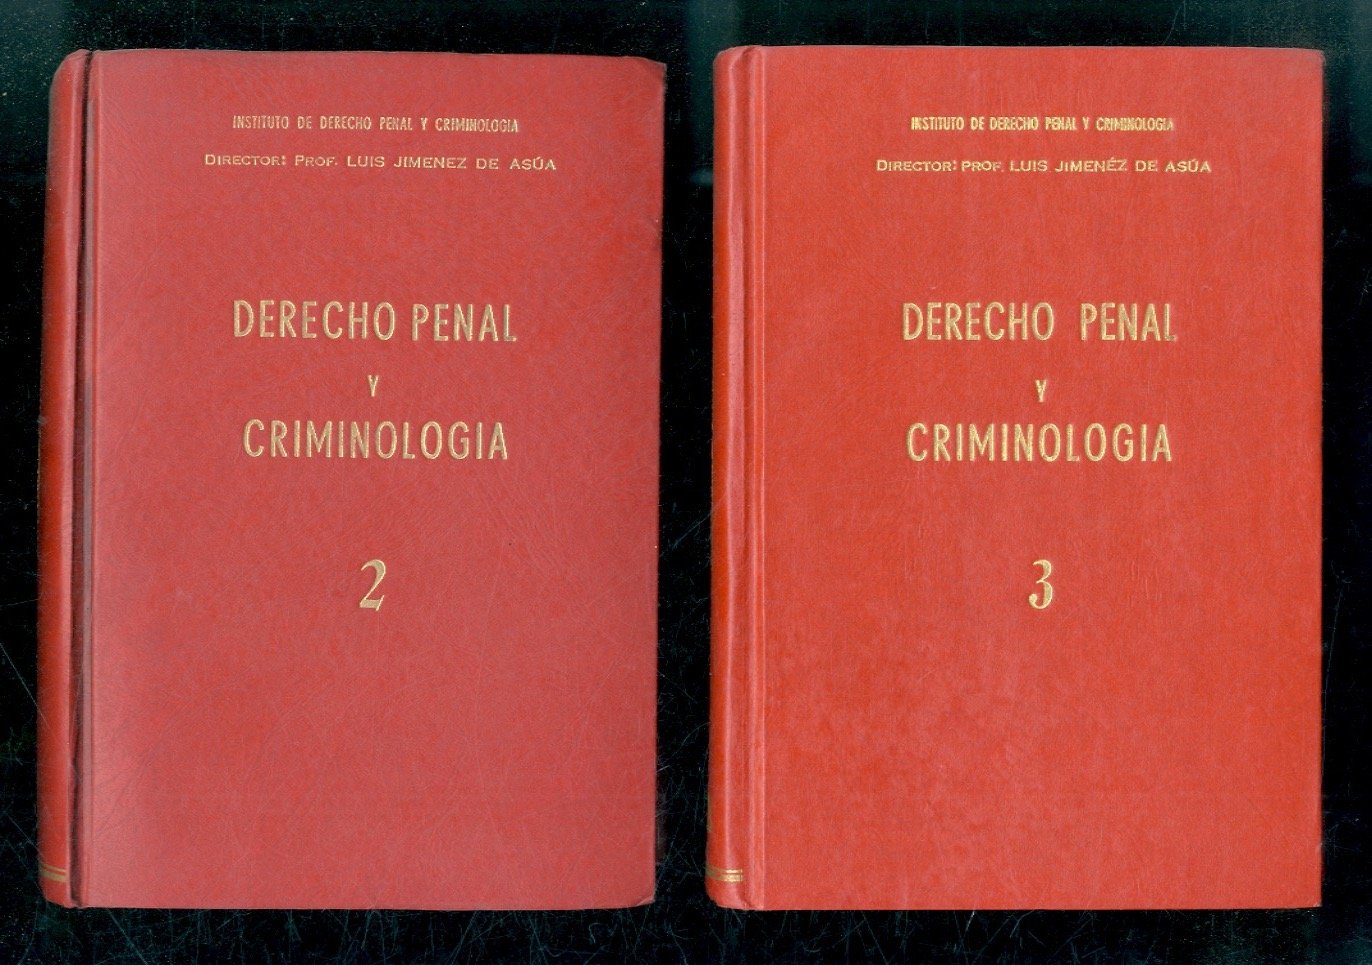 INSTITUTO DE DERECHO PENAL Y CRIMINOLOGIA
DIRECTOR: PROF. LUIS JIMENEZ DE ASÚA
DERECHO PENAL
Y
CRIMINOLOGIA
2
INSTITUTO DE DERECHO PENAL Y CRIMINOLOGIA
DIRECTOR: PROF. LUIS JIMENÉZ DE ASÚA
DERECHO PENAL
Y
CRIMINOLOGIA
3